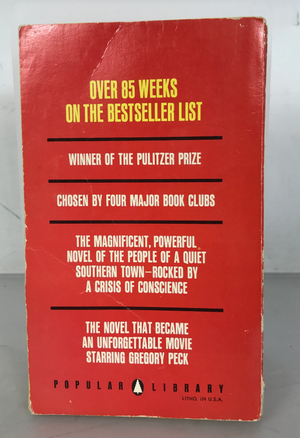 OVER 85 WEEKS
ON THE BESTSELLER LIST
WINNER OF THE PULITZER PRIZE
CHOSEN BY FOUR MAJOR BOOK CLUBS
THE MAGNIFICENT, POWERFUL
NOVEL OF THE PEOPLE OF A QUIET
SOUTHERN TOWN—ROCKED BY
A CRISIS OF CONSCIENCE
THE NOVEL THAT BECAME
AN UNFORGETTABLE MOVIE
STARRING GREGORY PECK
POPULAR LIBRARY
LITHO. IN U.S.A.